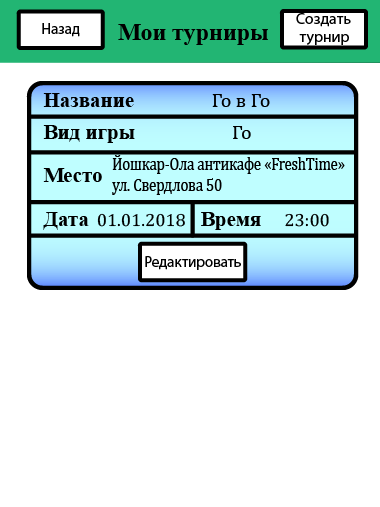 Назад Мои турниры Создать турнир
Название Го в Го
Вид игры Го
Место Йошкар-Ола антикафе «FreshTime»
ул. Свердлова 50
Дата 01.01.2018 Время 23:00
Редактировать